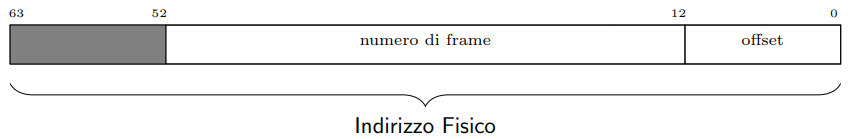 63 52 12 0
numero di frame offset
Indirizzo Fisico